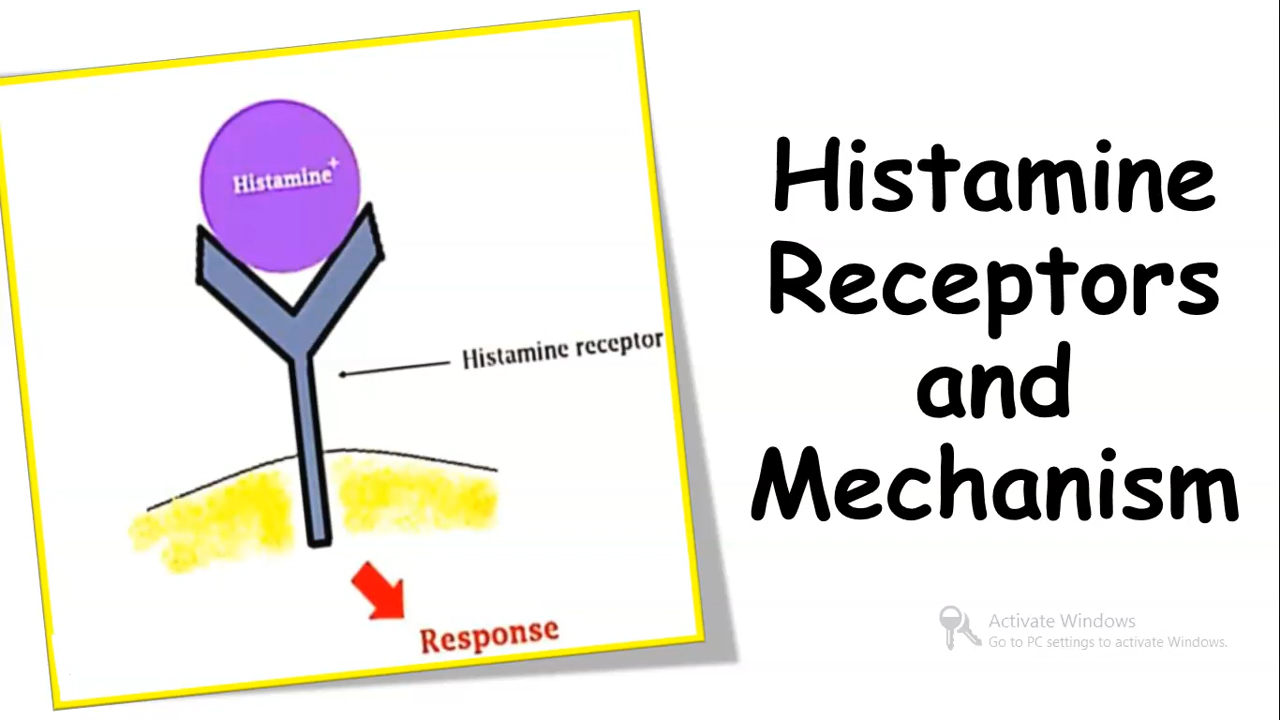 Histamine+
Histamine receptor
Response
Histamine
Receptors
and
Mechanism
Activate Windows
Go to PC settings to activate Windows.